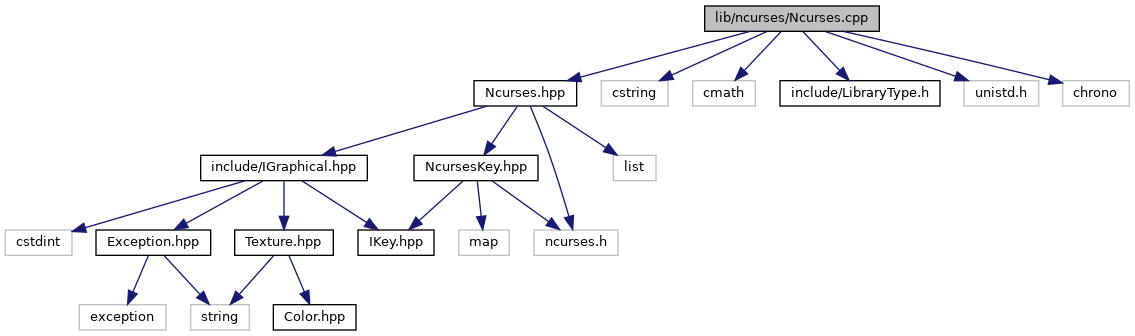 lib/ncurses/Ncurses.cpp
Ncurses.hpp
cstring
cmath
include/LibraryType.h
unistd.h
chrono
include/IGraphical.hpp
NcursesKey.hpp
list
cstdint
Exception.hpp
Texture.hpp
IKey.hpp
map
ncurses.h
exception
string
Color.hpp